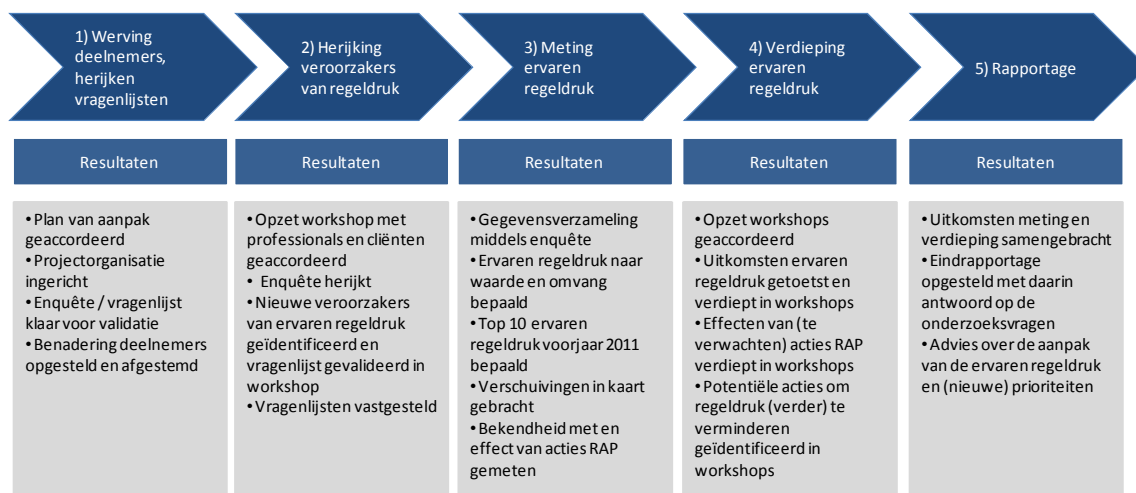 1) Werving
deelnemers,
herijken
vragenlijsten
2) Herijking
veroorzakers
van regeldruk
3) Meting
ervaren
regeldruk
4) Verdieping
ervaren
regeldruk
5) Rapportage
Resultaten
Resultaten
Resultaten
Resultaten
Resultaten
• Plan van aanpak
geaccordeerd
• Projectorganisatie
ingericht
• Enquête / vragenlijst
klaar voor validatie
• Benadering deelnemers
opgesteld en afgestemd
• Opzet workshop met
professionals en cliënten
geaccordeerd
• Enquête herijkt
• Nieuwe veroorzakers
van ervaren regeldruk
geïdentificeerd en
vragenlijst gevalideerd in
workshop
• Vragenlijsten vastgesteld
• Gegevensverzameling
middels enquête
• Ervaren regeldruk naar
waarde en omvang
bepaald
• Top 10 ervaren
regeldruk voorjaar 2011
bepaald
• Verschuivingen in kaart
gebracht
• Bekendheid met en
effect van acties RAP
gemeten
• Opzet workshops
geaccordeerd
• Uitkomsten ervaren
regeldruk getoetst en
verdiept in workshops
• Effecten van (te
verwachten) acties RAP
verdiept in workshops
• Potentiële acties om
regeldruk (verder) te
verminderen
geïdentificeerd in
workshops
• Uitkomsten meting en
verdieping samengebracht
• Eindrapportage
opgesteld met daarin
antwoord op de
onderzoeksvragen
• Advies over de aanpak
van de ervaren regeldruk
en (nieuwe) prioriteiten